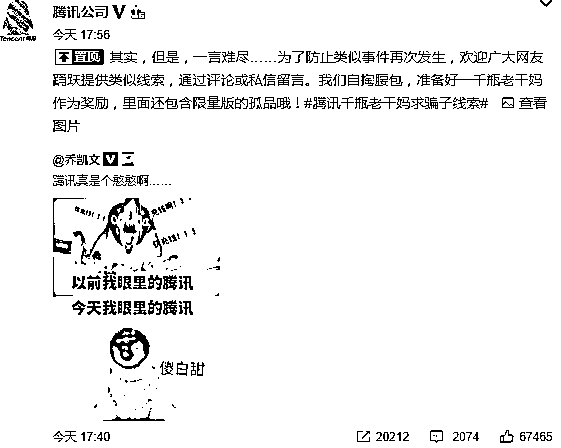 腾讯公司
Tencent 腾讯
今天 17:56
置顶 其实，但是，一言难尽……为了防止类似事件再次发生，欢迎广大网友
踊跃提供类似线索，通过评论或私信留言。我们自掏腰包，准备好一千瓶老干妈
作为奖励，里面还包含限量版的孤品哦！#腾讯千瓶老干妈求骗子线索# 查看
图片
@乔凯文
腾讯真是个憨憨啊……
以前我眼里的腾讯
今天我眼里的腾讯
傻白甜
今天 17:40 20212 2074 67465